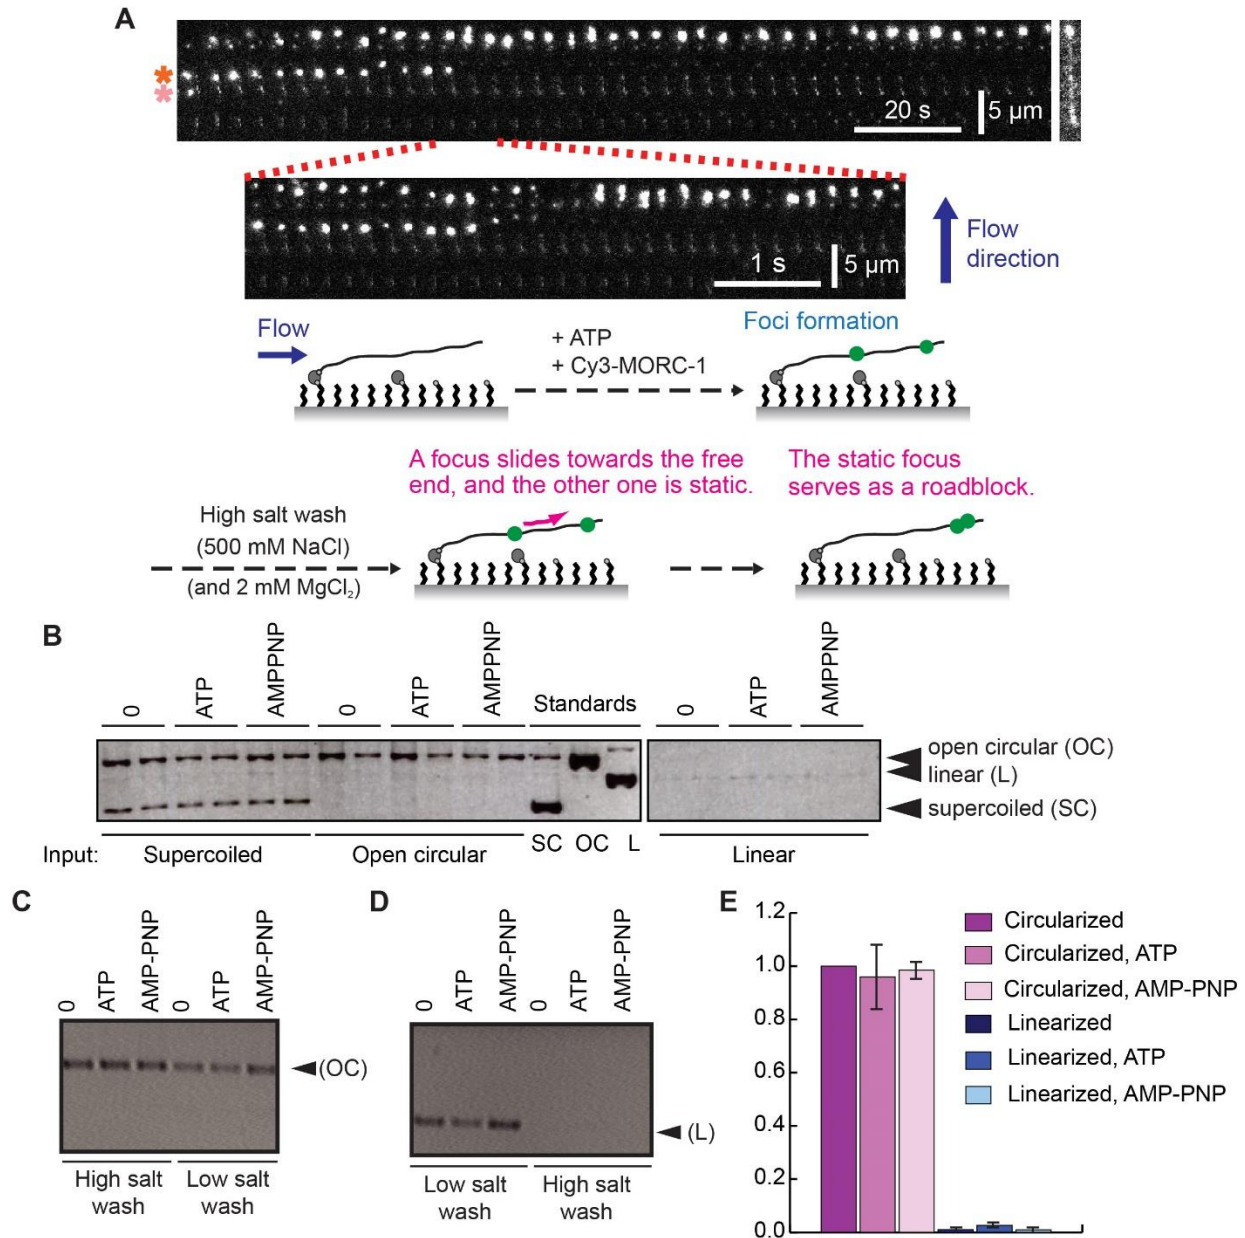 A
*
*
20 s
5 µm
1 s
5 µm
Flow
direction
Flow
+ ATP
+ Cy3-MORC-1
Foci formation
High salt wash
(500 mM NaCl)
(and 2 mM MgCl₂)
A focus slides towards the free
end, and the other one is static.
The static focus
serves as a roadblock.
B
0
ATP
AMPPNP
0
ATP
AMPPNP
Standards
0
ATP
AMPPNP
open circular (OC)
linear (L)
supercoiled (SC)
Input:
Supercoiled
Open circular
SC OC L
Linear
C
0
ATP
AMP-PNP
0
ATP
AMP-PNP
(OC)
High salt
wash
Low salt
wash
D
0
ATP
AMP-PNP
0
ATP
AMP-PNP
(L)
Low salt
wash
High salt
wash
E
1.2
1.0
0.8
0.6
0.4
0.2
0.0
Circularized
Circularized, ATP
Circularized, AMP-PNP
Linearized
Linearized, ATP
Linearized, AMP-PNP